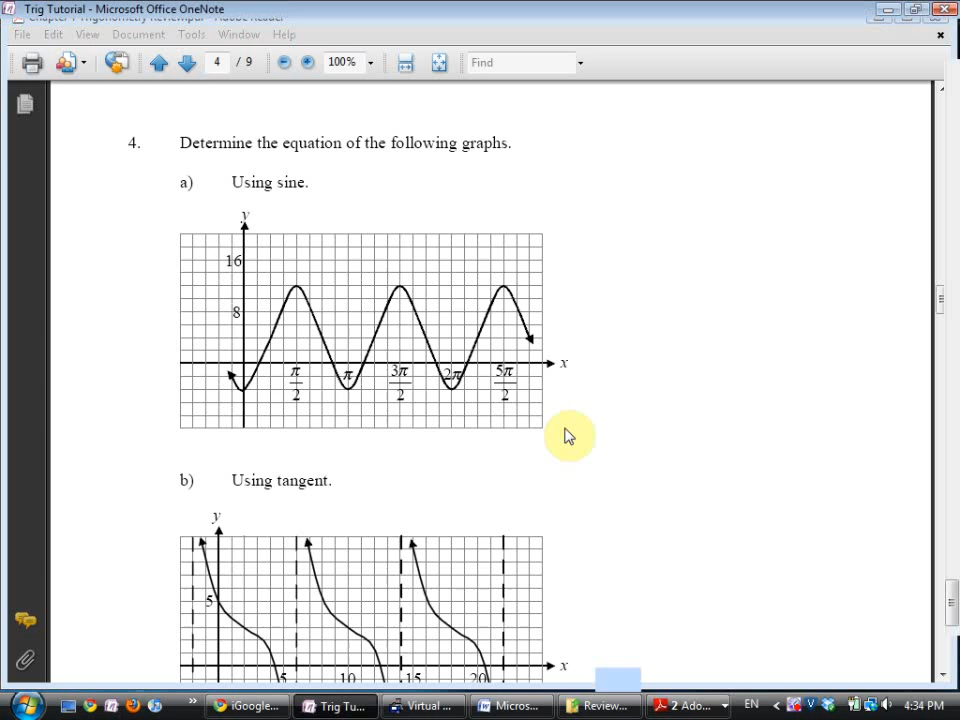 Trig Tutorial - Microsoft Office OneNote
File Edit View Document Tools Window Help
4 / 9 100% Find
4. Determine the equation of the following graphs.
a) Using sine.
y
16
8
x
π/2 π 3π/2 2π 5π/2
b) Using tangent.
y
5
x
5 10 15 20
iGoogle... Trig Tu... Virtual ... Micros... Review... 2 Ado... EN 4:34 PM